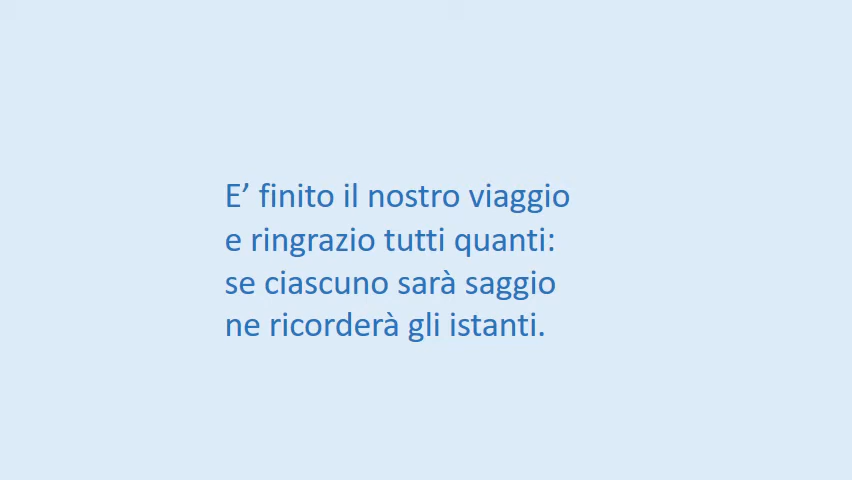 E’ finito il nostro viaggio
e ringrazio tutti quanti:
se ciascuno sarà saggio
ne ricorderà gli istanti.